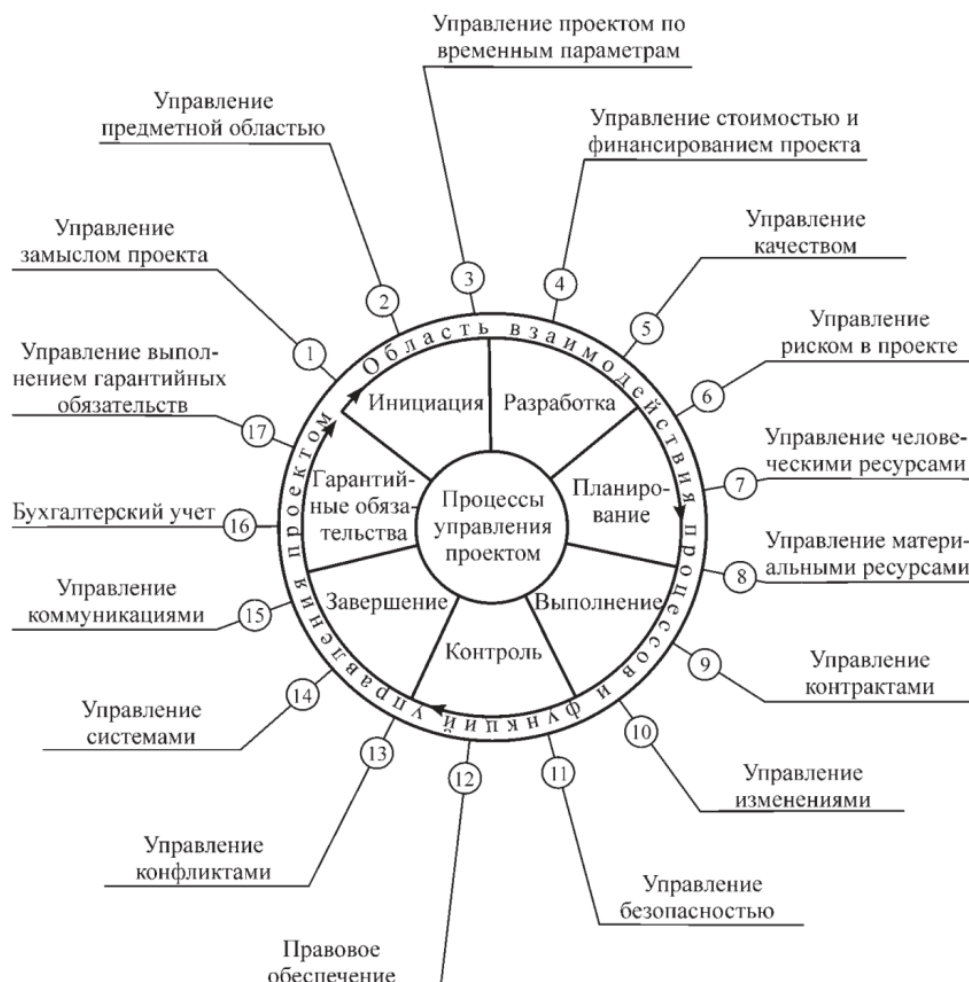 Управление проектом по
временным параметрам
Управление
предметной областью
Управление стоимостью и
финансированием проекта
Управление
замыслом проекта
Управление
качеством
Управление выпол-
нением гарантийных
обязательств
Управление
риском в проекте
Бухгалтерский учет
Управление челове-
ческими ресурсами
Управление
коммуникациями
Управление матери-
альными ресурсами
Управление
системами
Управление
контрактами
Управление
конфликтами
Управление
изменениями
Правовое
обеспечение
Управление
безопасностью
1
2
3
4
5
6
7
8
9
10
11
12
13
14
15
16
17
Область взаимодействия процессов и функций управления проектом
Инициация
Разработка
Планиро-
вание
Выполнение
Контроль
Завершение
Гарантий-
ные обяза-
тельства
Процессы
управления
проектом